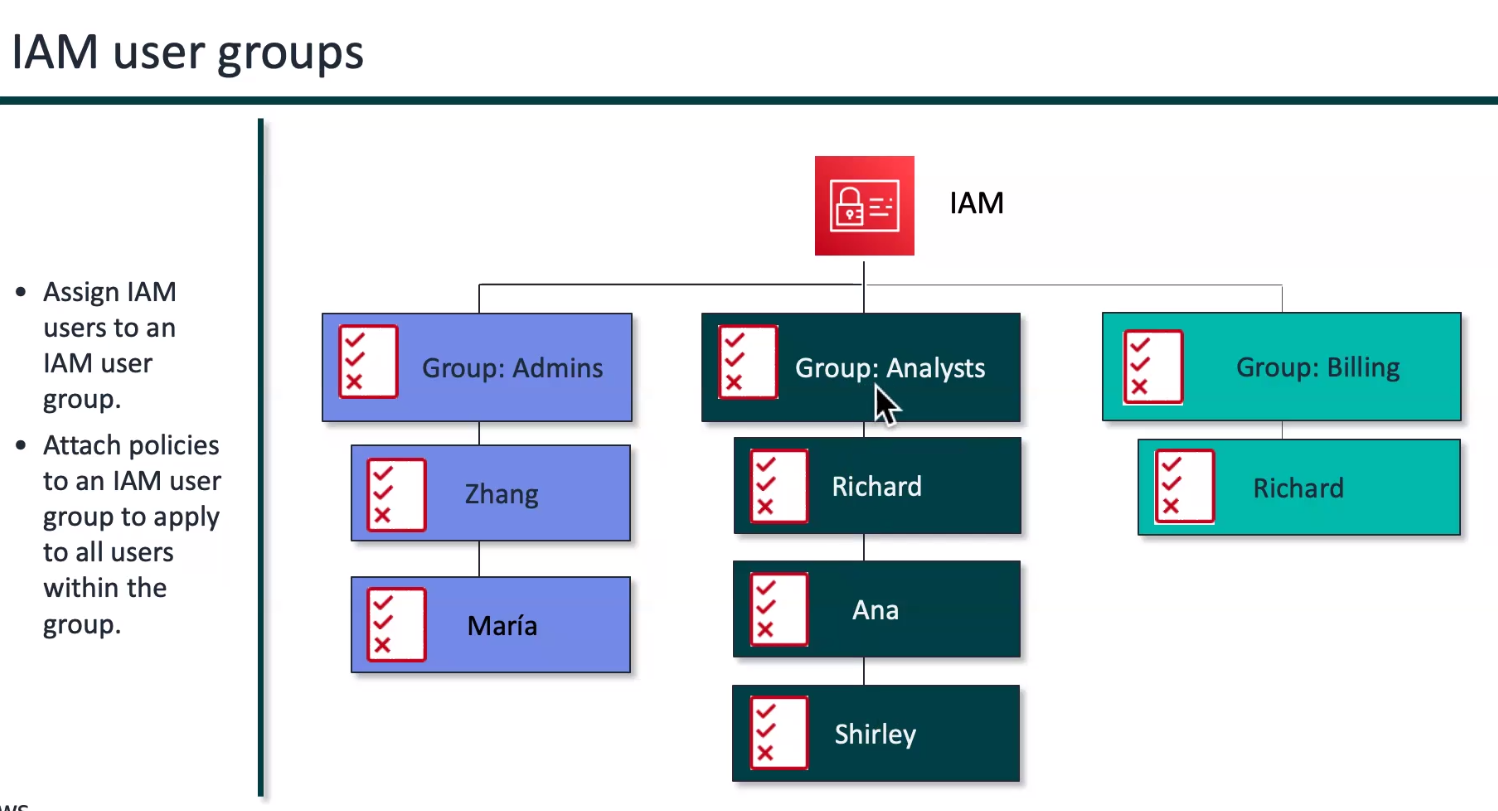 IAM user groups
• Assign IAM
users to an
IAM user
group.
• Attach policies
to an IAM user
group to apply
to all users
within the
group.
IAM
Group: Admins
Zhang
María
Group: Analysts
Richard
Ana
Shirley
Group: Billing
Richard